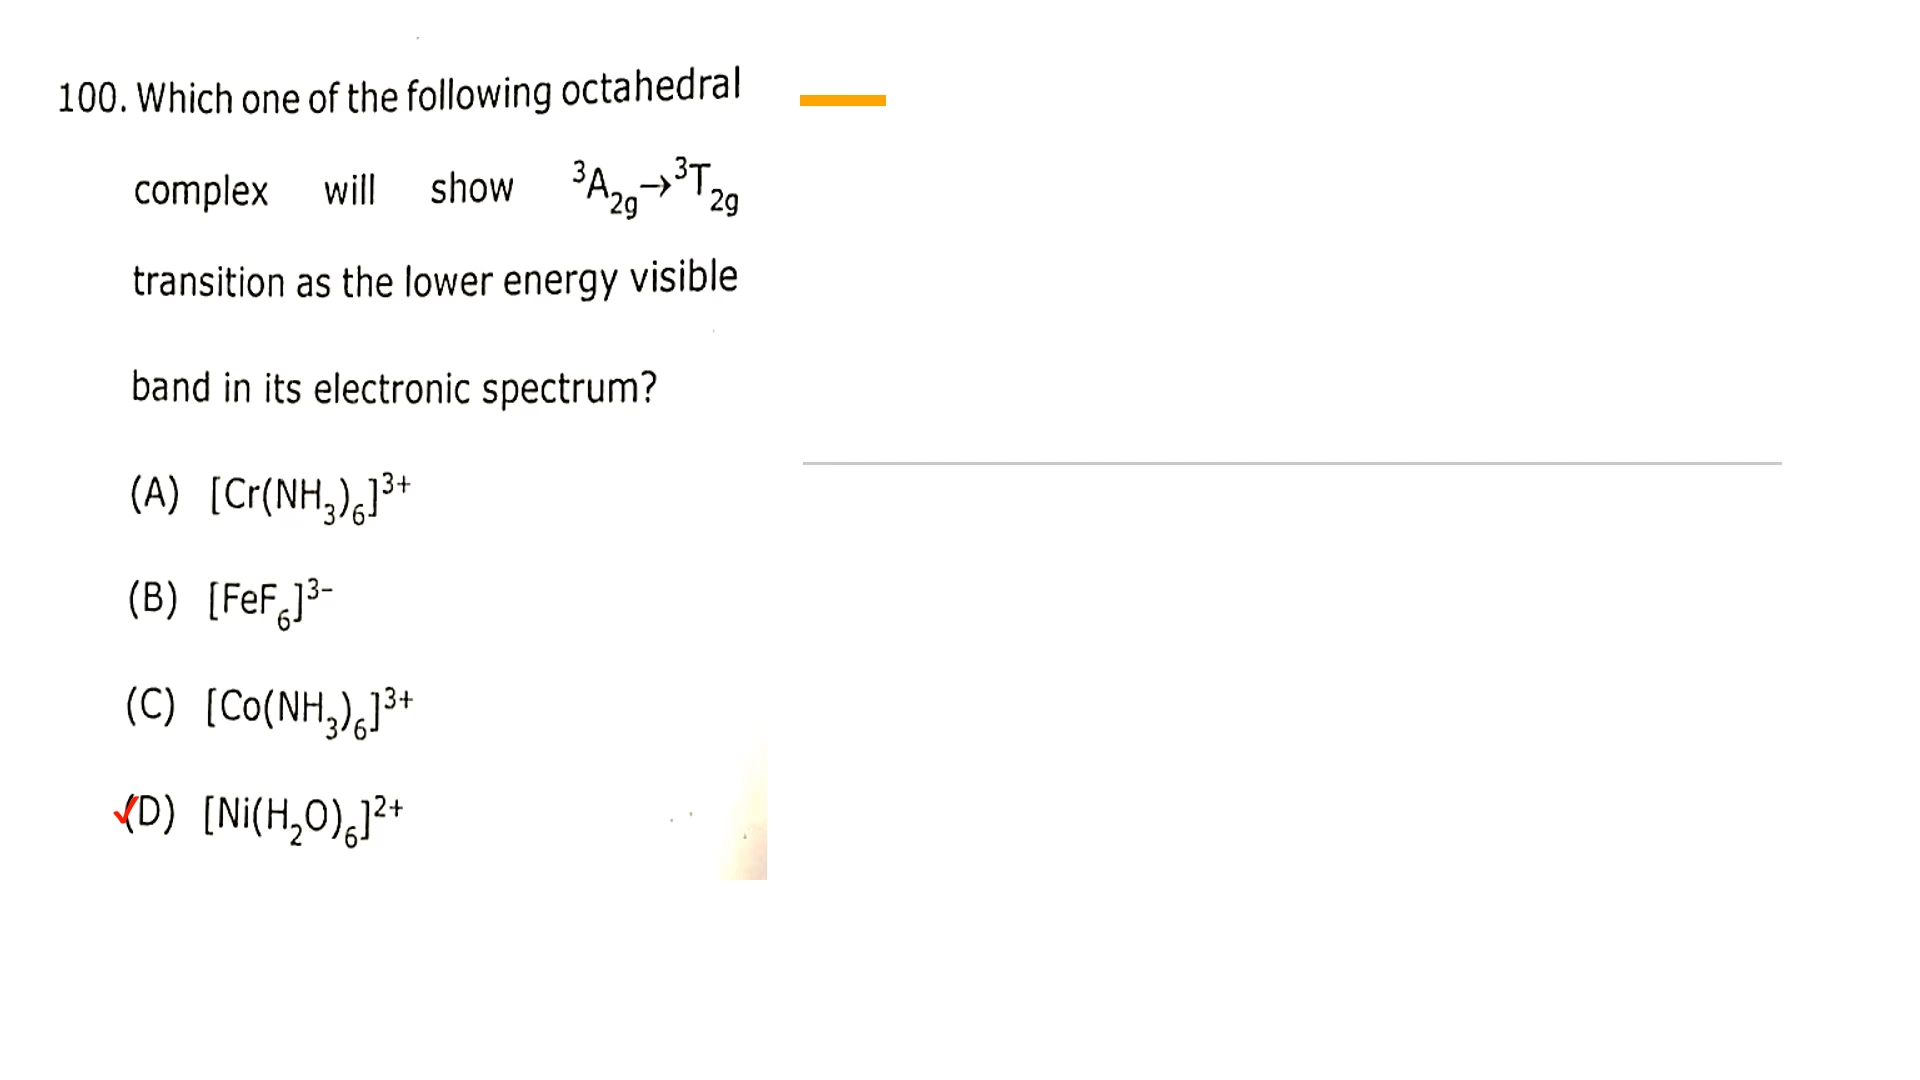 100. Which one of the following octahedral
complex will show ³A₂g→³T₂g
transition as the lower energy visible
band in its electronic spectrum?
(A) [Cr(NH₃)₆]³⁺
(B) [FeF₆]³⁻
(C) [Co(NH₃)₆]³⁺
(D) [Ni(H₂O)₆]²⁺